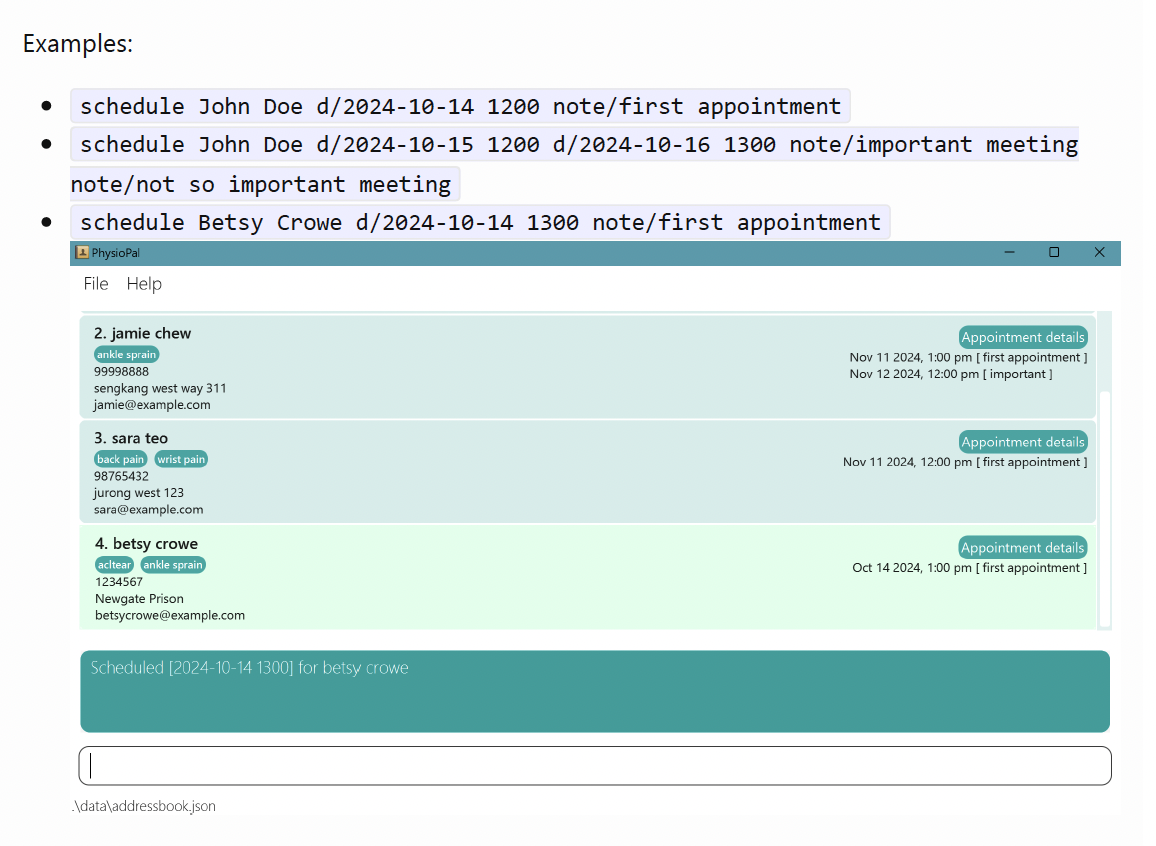 Examples:
schedule John Doe d/2024-10-14 1200 note/first appointment
schedule John Doe d/2024-10-15 1200 d/2024-10-16 1300 note/important meeting
note/not so important meeting
schedule Betsy Crowe d/2024-10-14 1300 note/first appointment
PhysioPal
File Help
2. jamie chew
Appointment details
ankle sprain
Nov 11 2024, 1:00 pm [ first appointment ]
99998888
Nov 12 2024, 12:00 pm [ important ]
sengkang west way 311
jamie@example.com
3. sara teo
Appointment details
back pain wrist pain
Nov 11 2024, 12:00 pm [ first appointment ]
98765432
jurong west 123
sara@example.com
4. betsy crowe
Appointment details
acltear ankle sprain
Oct 14 2024, 1:00 pm [ first appointment ]
1234567
Newgate Prison
betsycrowe@example.com
Scheduled [2024-10-14 1300] for betsy crowe
.\data\addressbook.json